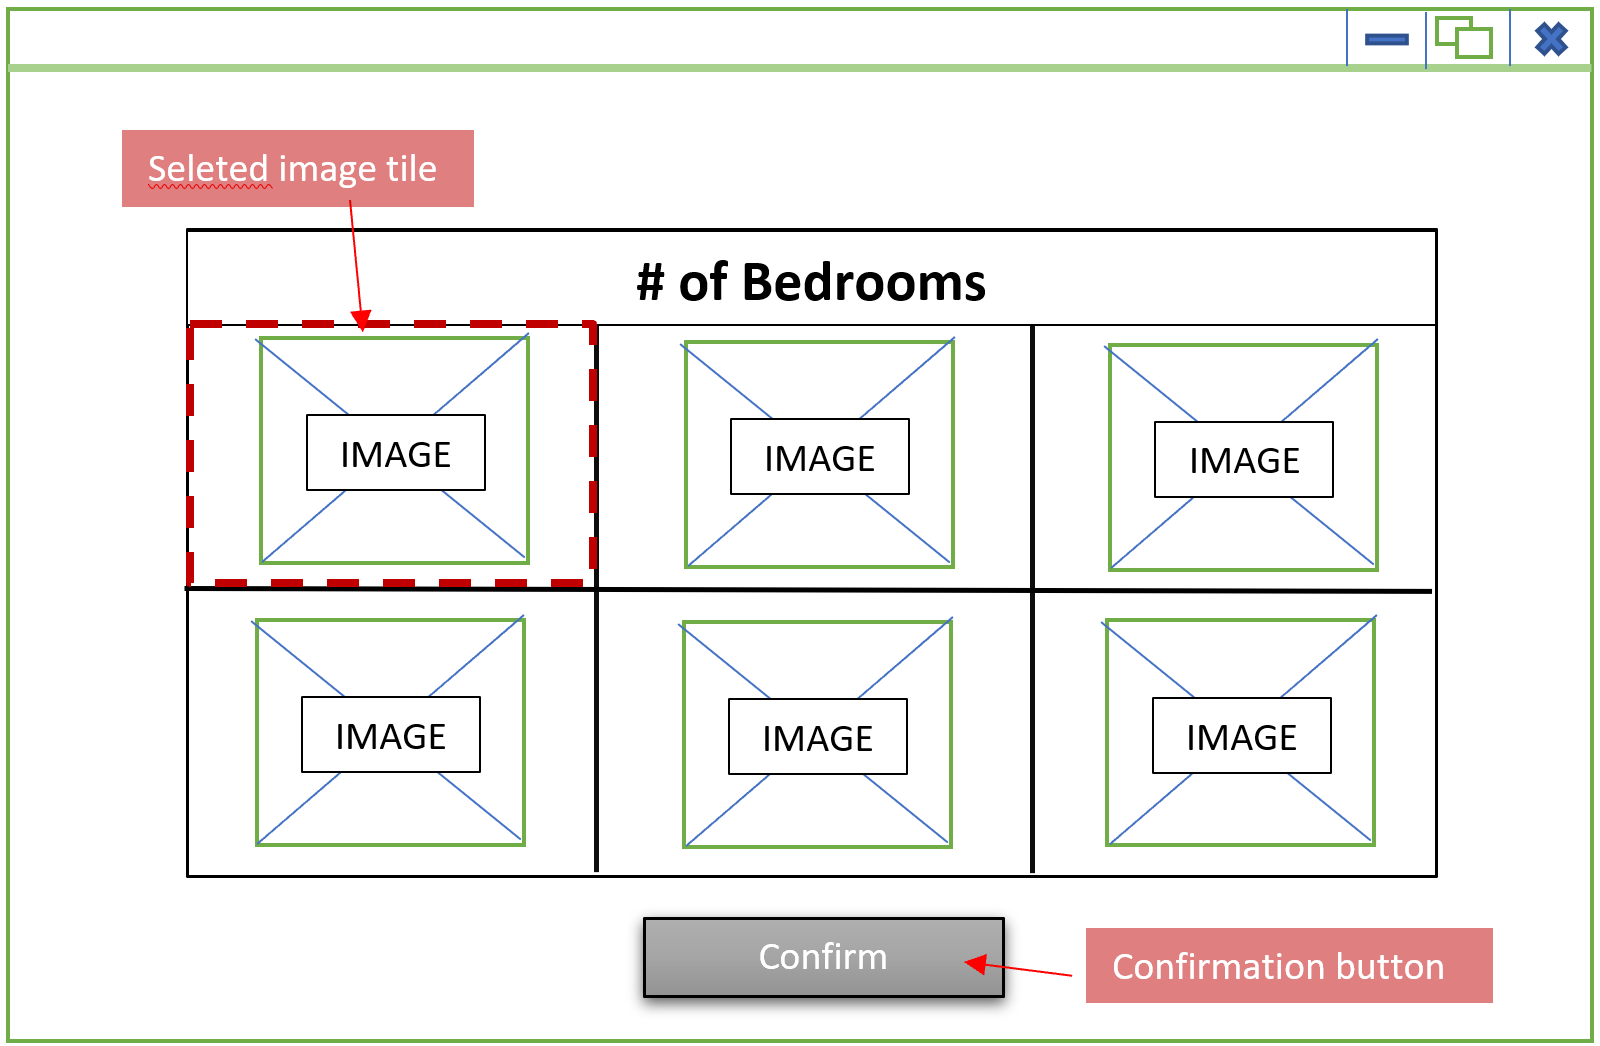 Seleted image tile
# of Bedrooms
IMAGE
IMAGE
IMAGE
IMAGE
IMAGE
IMAGE
Confirm
Confirmation button